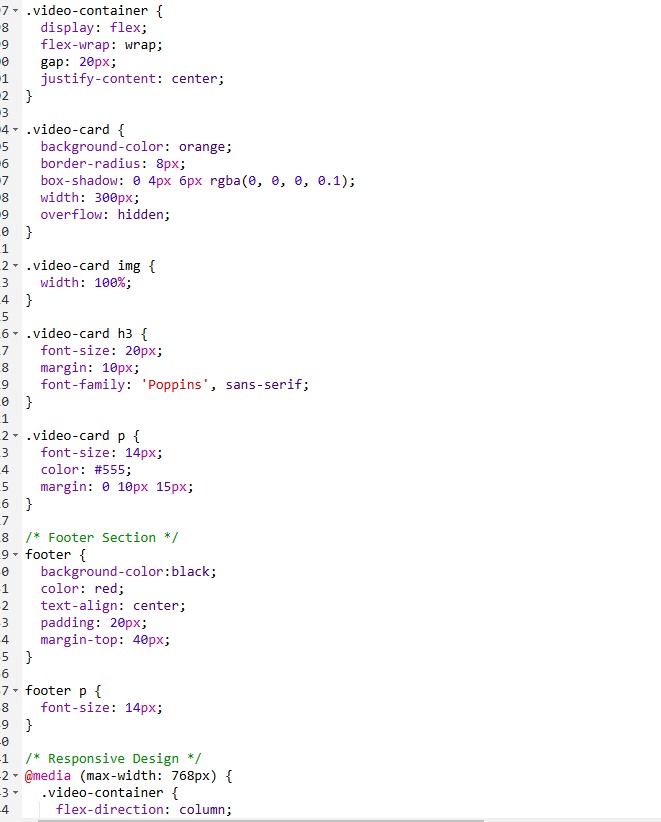 7 .video-container {
8 display: flex;
9 flex-wrap: wrap;
0 gap: 20px;
1 justify-content: center;
2 }
3
4 .video-card {
5 background-color: orange;
6 border-radius: 8px;
7 box-shadow: 0 4px 6px rgba(0, 0, 0, 0.1);
8 width: 300px;
9 overflow: hidden;
0 }
1
2 .video-card img {
3 width: 100%;
4 }
5
6 .video-card h3 {
7 font-size: 20px;
8 margin: 10px;
9 font-family: 'Poppins', sans-serif;
0 }
1
2 .video-card p {
3 font-size: 14px;
4 color: #555;
5 margin: 0 10px 15px;
6 }
7
8 /* Footer Section */
9 footer {
0 background-color:black;
1 color: red;
2 text-align: center;
3 padding: 20px;
4 margin-top: 40px;
5 }
6
7 footer p {
8 font-size: 14px;
9 }
0
1 /* Responsive Design */
2 @media (max-width: 768px) {
3 .video-container {
4 flex-direction: column;